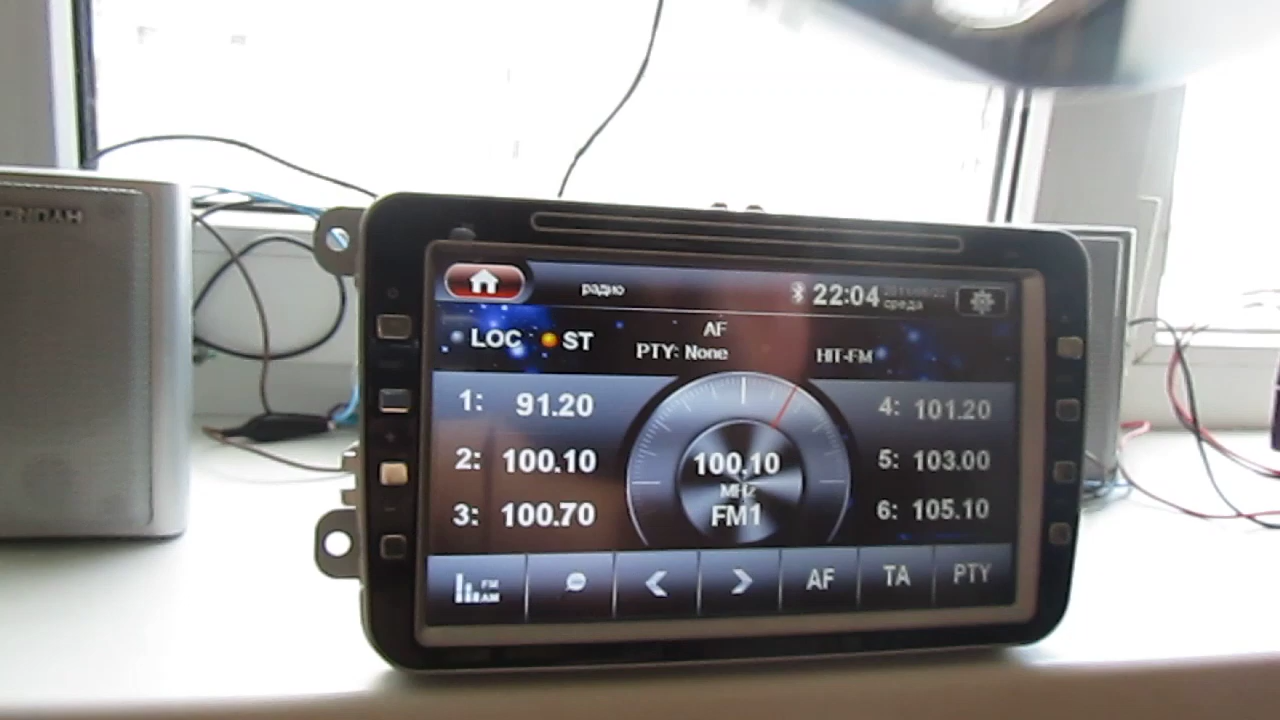 радио
22:04
среда
LOC
ST
AF
PTY: None
HIT-FM
1: 91.20
2: 100.10
3: 100.70
100.10
MHz
FM1
4: 101.20
5: 103.00
6: 105.10
FM
AM
AF
TA
PTY